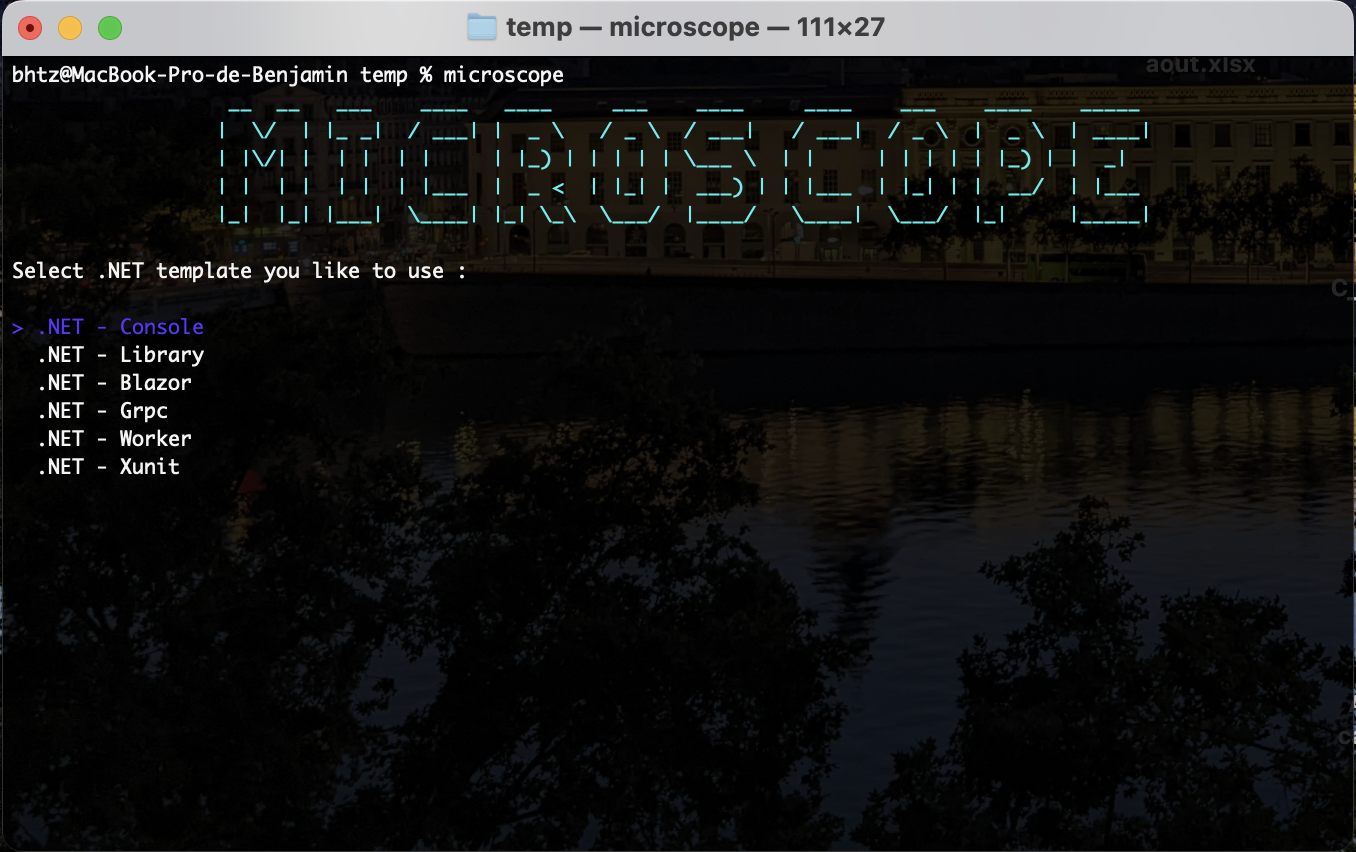 temp — microscope — 111×27
aout.xlsx
bhtz@MacBook-Pro-de-Benjamin temp % microscope
MICROSCOPE
Select .NET template you like to use :
> .NET - Console
.NET - Library
.NET - Blazor
.NET - Grpc
.NET - Worker
.NET - Xunit